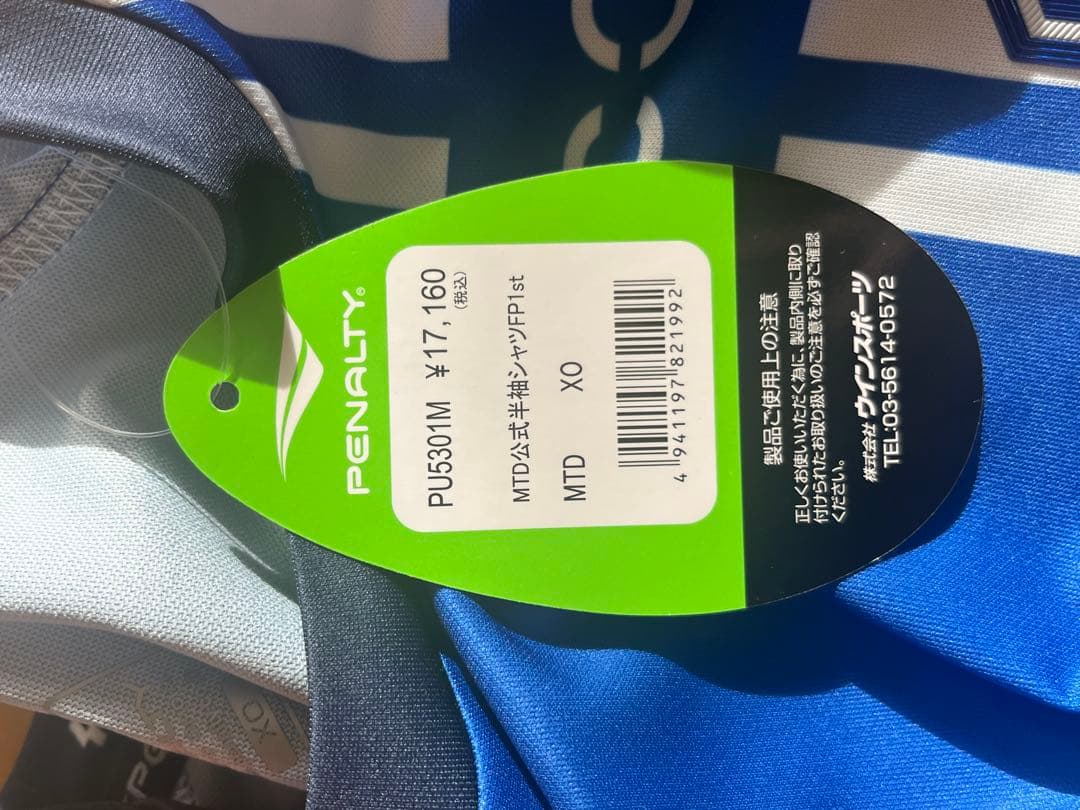 PENALTY®
PU5301M ¥17,160
(税込)
MTD公式半袖シャツFP1st
MTD XO
4 941197 821992
製品ご使用上の注意
正しくお使いいただく為に、製品内側に取り
付けられたお取り扱いのご注意を必ずご確認
ください。
株式会社ウインスポーツ
TEL.03-5614-0572
XO